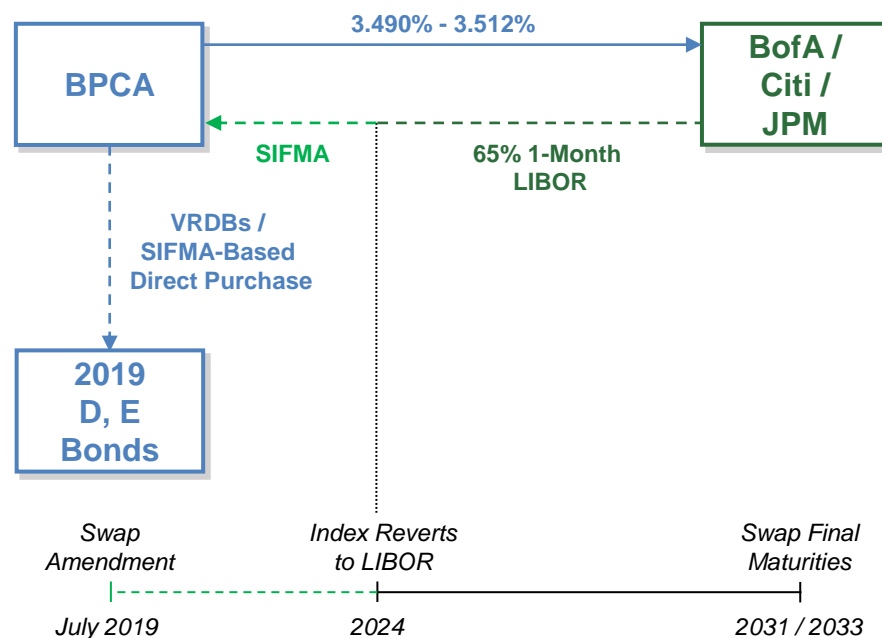 3.490% - 3.512%
BPCA
BofA /
Citi /
JPM
SIFMA
65% 1-Month
LIBOR
VRDBs /
SIFMA-Based
Direct Purchase
2019
D, E
Bonds
Swap
Amendment
Index Reverts
to LIBOR
Swap Final
Maturities
July 2019
2024
2031 / 2033